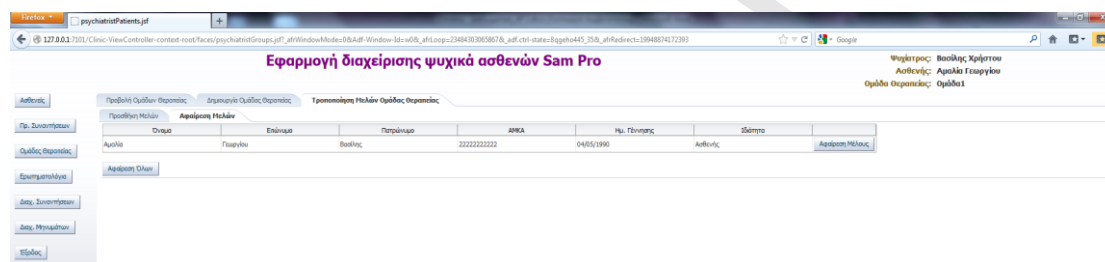 Firefox
psychiatristPatients.jsf
127.0.0.1:7101/Clinic-ViewController-context-root/faces/psychiatristGroups.jsf?_afrWindowMode=0&Adf-Window-Id=w0&_afrLoop=23484303065867&_adf.ctrl-state=8qgeho445_35&_afrRedirect=19948874172393
Google
Εφαρμογή διαχείρισης ψυχικά ασθενών Sam Pro
Ψυχίατρος: Βασίλης Χρήστου
Ασθενής: Αμαλία Γεωργίου
Ομάδα Θεραπείας: Ομάδα1
Ασθενείς
Προβολή Ομάδων Θεραπείας Δημιουργία Ομάδας Θεραπείας Τροποποίηση Μελών Ομάδας Θεραπείας
Προσθήκη Μελών Αφαίρεση Μελών
Όνομα Επώνυμο Πατρώνυμο ΑΜΚΑ Ημ. Γέννησης Ιδιότητα
Αμαλία Γεωργίου Βασίλης 22222222222 04/05/1990 Ασθενής Αφαίρεση Μέλους
Αφαίρεση Όλων
Πρ. Συναντήσεων
Ομάδες Θεραπείας
Ερωτηματολόγια
Διαχ. Συναντήσεων
Διαχ. Μηνυμάτων
Έξοδος